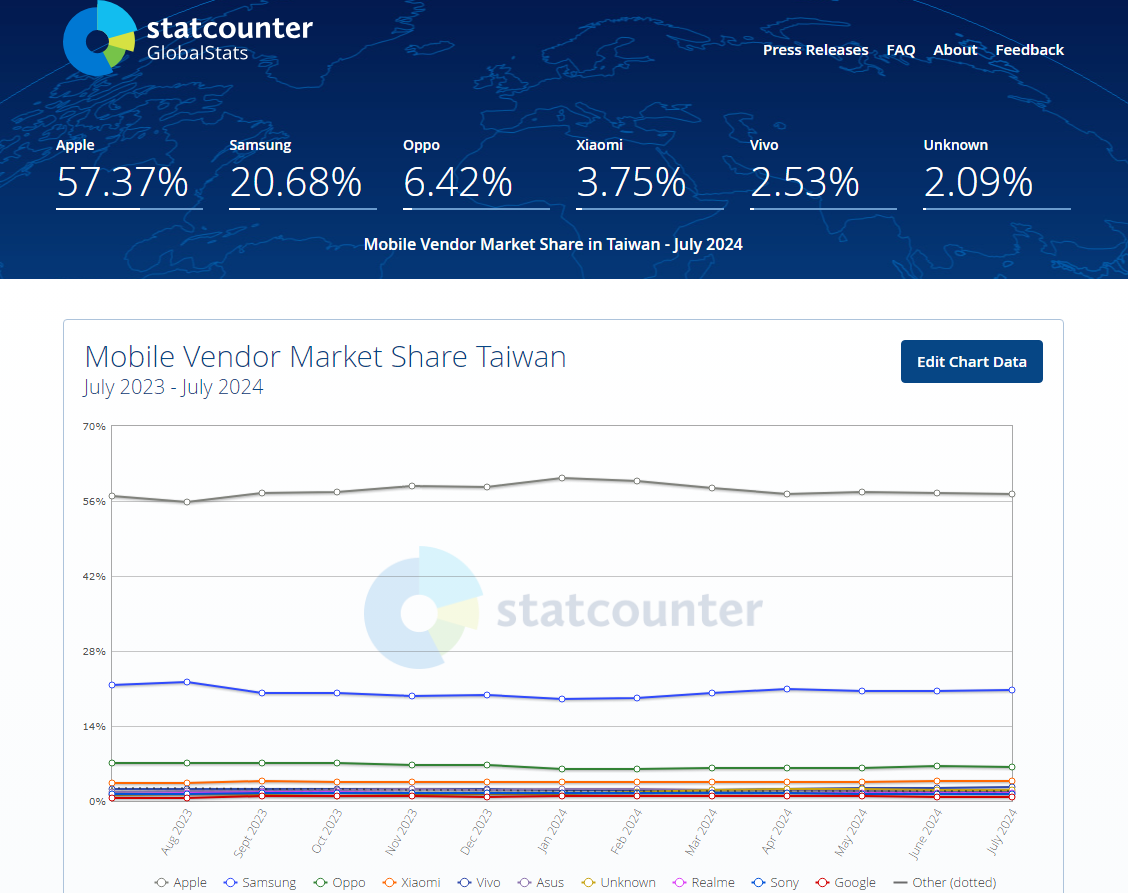 statcounter
GlobalStats
Press Releases FAQ About Feedback
Apple Samsung Oppo Xiaomi Vivo Unknown
57.37% 20.68% 6.42% 3.75% 2.53% 2.09%
Mobile Vendor Market Share in Taiwan - July 2024
Mobile Vendor Market Share Taiwan
July 2023 - July 2024
Edit Chart Data
70%
56%
42%
statcounter
28%
14%
0%
Aug 2023 Sept 2023 Oct 2023 Nov 2023 Dec 2023 Jan 2024 Feb 2024 Mar 2024 Apr 2024 May 2024 June 2024 July 2024
Apple Samsung Oppo Xiaomi Vivo Asus Unknown Realme Sony Google Other (dotted)